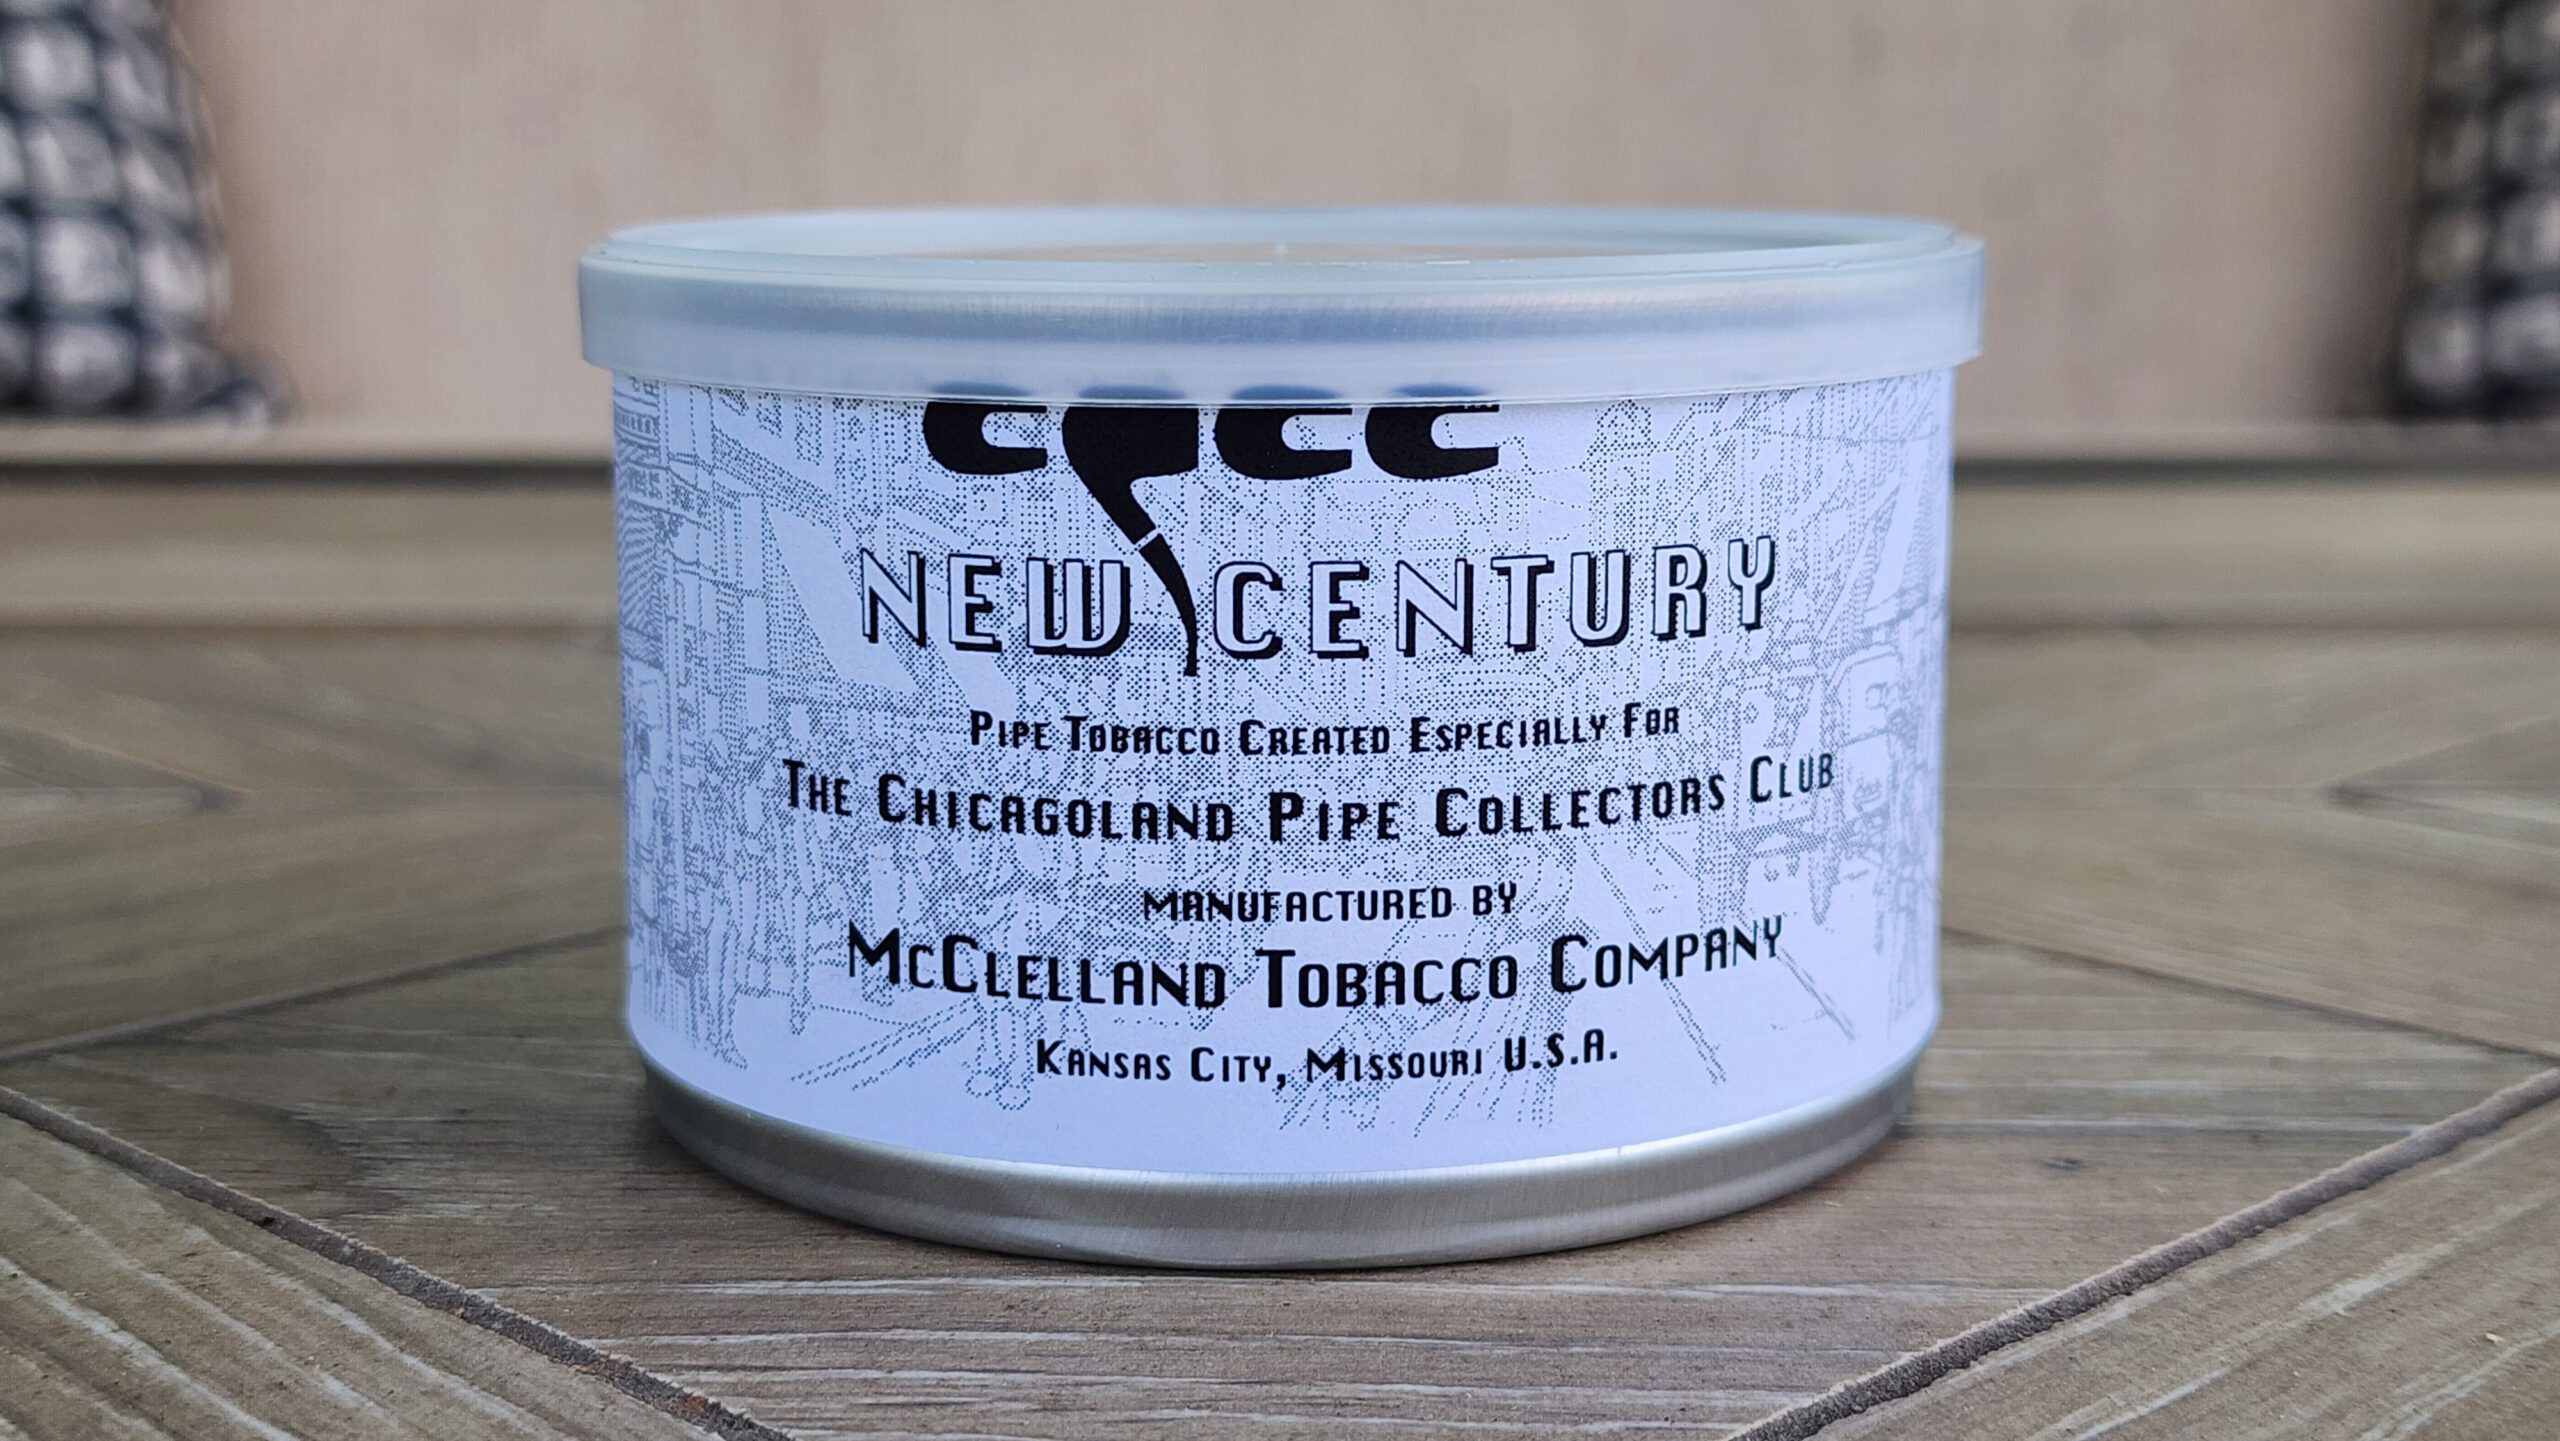 cpcc
NEW CENTURY
PIPE TOBACCO CREATED ESPECIALLY FOR
THE CHICAGOLAND PIPE COLLECTORS CLUB
MANUFACTURED BY
MCCLELLAND TOBACCO COMPANY
KANSAS CITY, MISSOURI U.S.A.